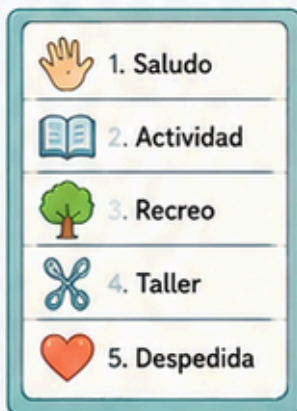 1. Saludo
2. Actividad
3. Recreo
4. Taller
5. Despedida